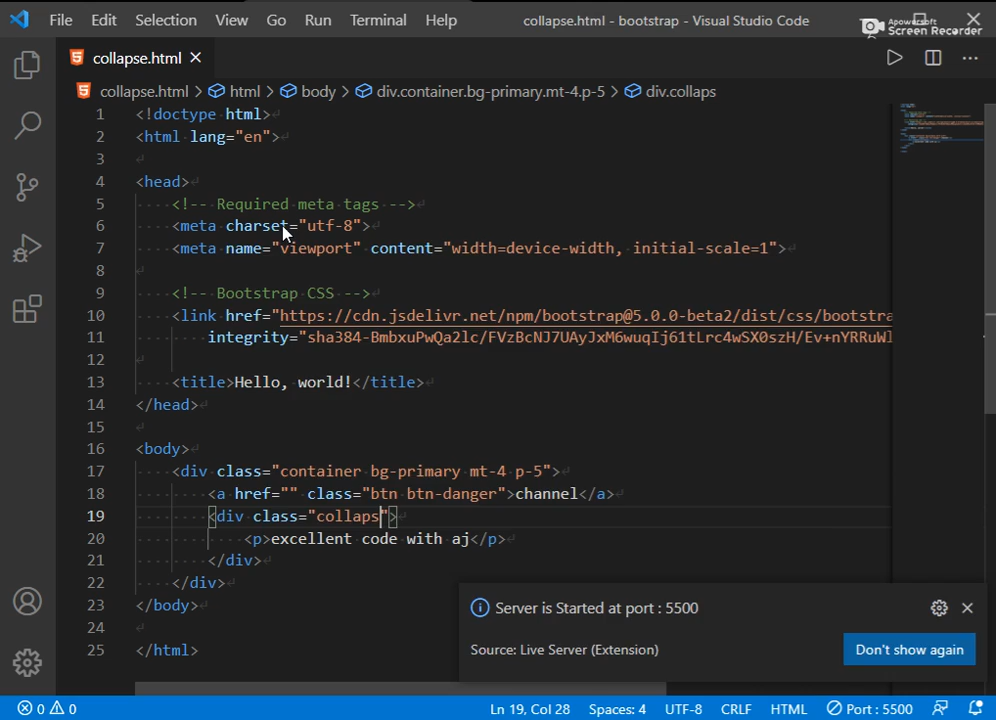 File Edit Selection View Go Run Terminal Help collapse.html - bootstrap - Visual Studio Code
Apowersoft
Screen Recorder
collapse.html
collapse.html > html > body > div.container.bg-primary.mt-4.p-5 > div.collaps
1 <!doctype html>
2 <html lang="en">
3
4 <head>
5 <!-- Required meta tags -->
6 <meta charset="utf-8">
7 <meta name="viewport" content="width=device-width, initial-scale=1">
8
9 <!-- Bootstrap CSS -->
10 <link href="https://cdn.jsdelivr.net/npm/bootstrap@5.0.0-beta2/dist/css/bootstra
11 integrity="sha384-BmbxuPwQa2lc/FVzBcNJ7UAyJxM6wuqIj61tLrc4wSX0szH/Ev+nYRRuWl
12
13 <title>Hello, world!</title>
14 </head>
15
16 <body>
17 <div class="container bg-primary mt-4 p-5">
18 <a href="" class="btn btn-danger">channel</a>
19 <div class="collaps">
20 <p>excellent code with aj</p>
21 </div>
22 </div>
23 </body>
24
25 </html>
Server is Started at port : 5500
Source: Live Server (Extension)
Don't show again
0 0 Ln 19, Col 28 Spaces: 4 UTF-8 CRLF HTML Port : 5500